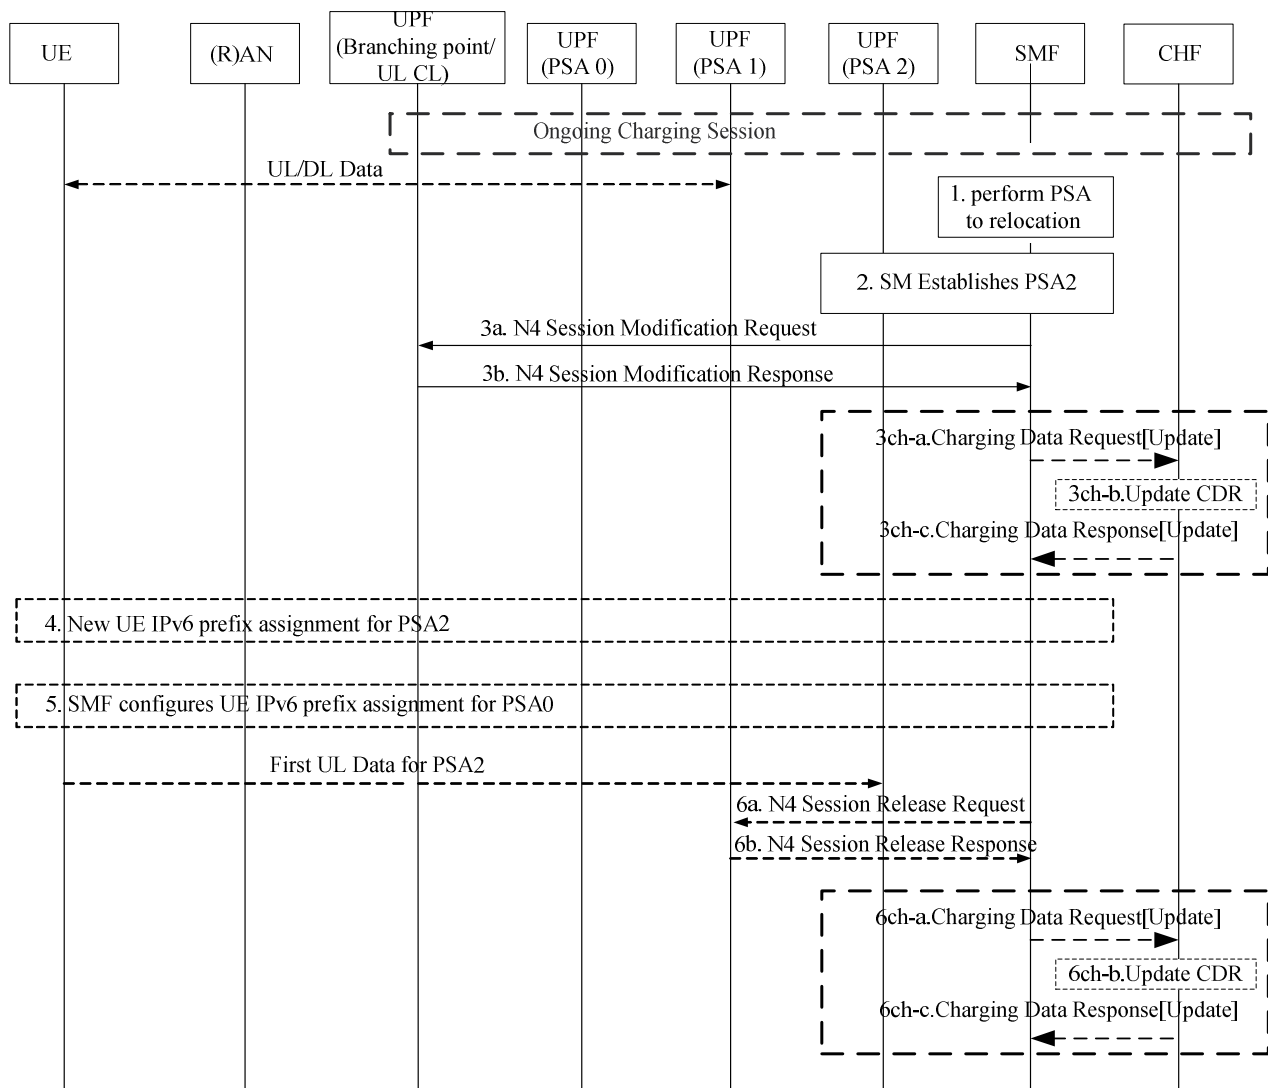 UE
(R)AN
UPF
(Branching point/
UL CL)
UPF
(PSA 0)
UPF
(PSA 1)
UPF
(PSA 2)
SMF
CHF
Ongoing Charging Session
UL/DL Data
1. perform PSA
to relocation
2. SM Establishes PSA2
3a. N4 Session Modification Request
3b. N4 Session Modification Response
3ch-a.Charging Data Request[Update]
3ch-b.Update CDR
3ch-c.Charging Data Response[Update]
4. New UE IPv6 prefix assignment for PSA2
5. SMF configures UE IPv6 prefix assignment for PSA0
First UL Data for PSA2
6a. N4 Session Release Request
6b. N4 Session Release Response
6ch-a.Charging Data Request[Update]
6ch-b.Update CDR
6ch-c.Charging Data Response[Update]